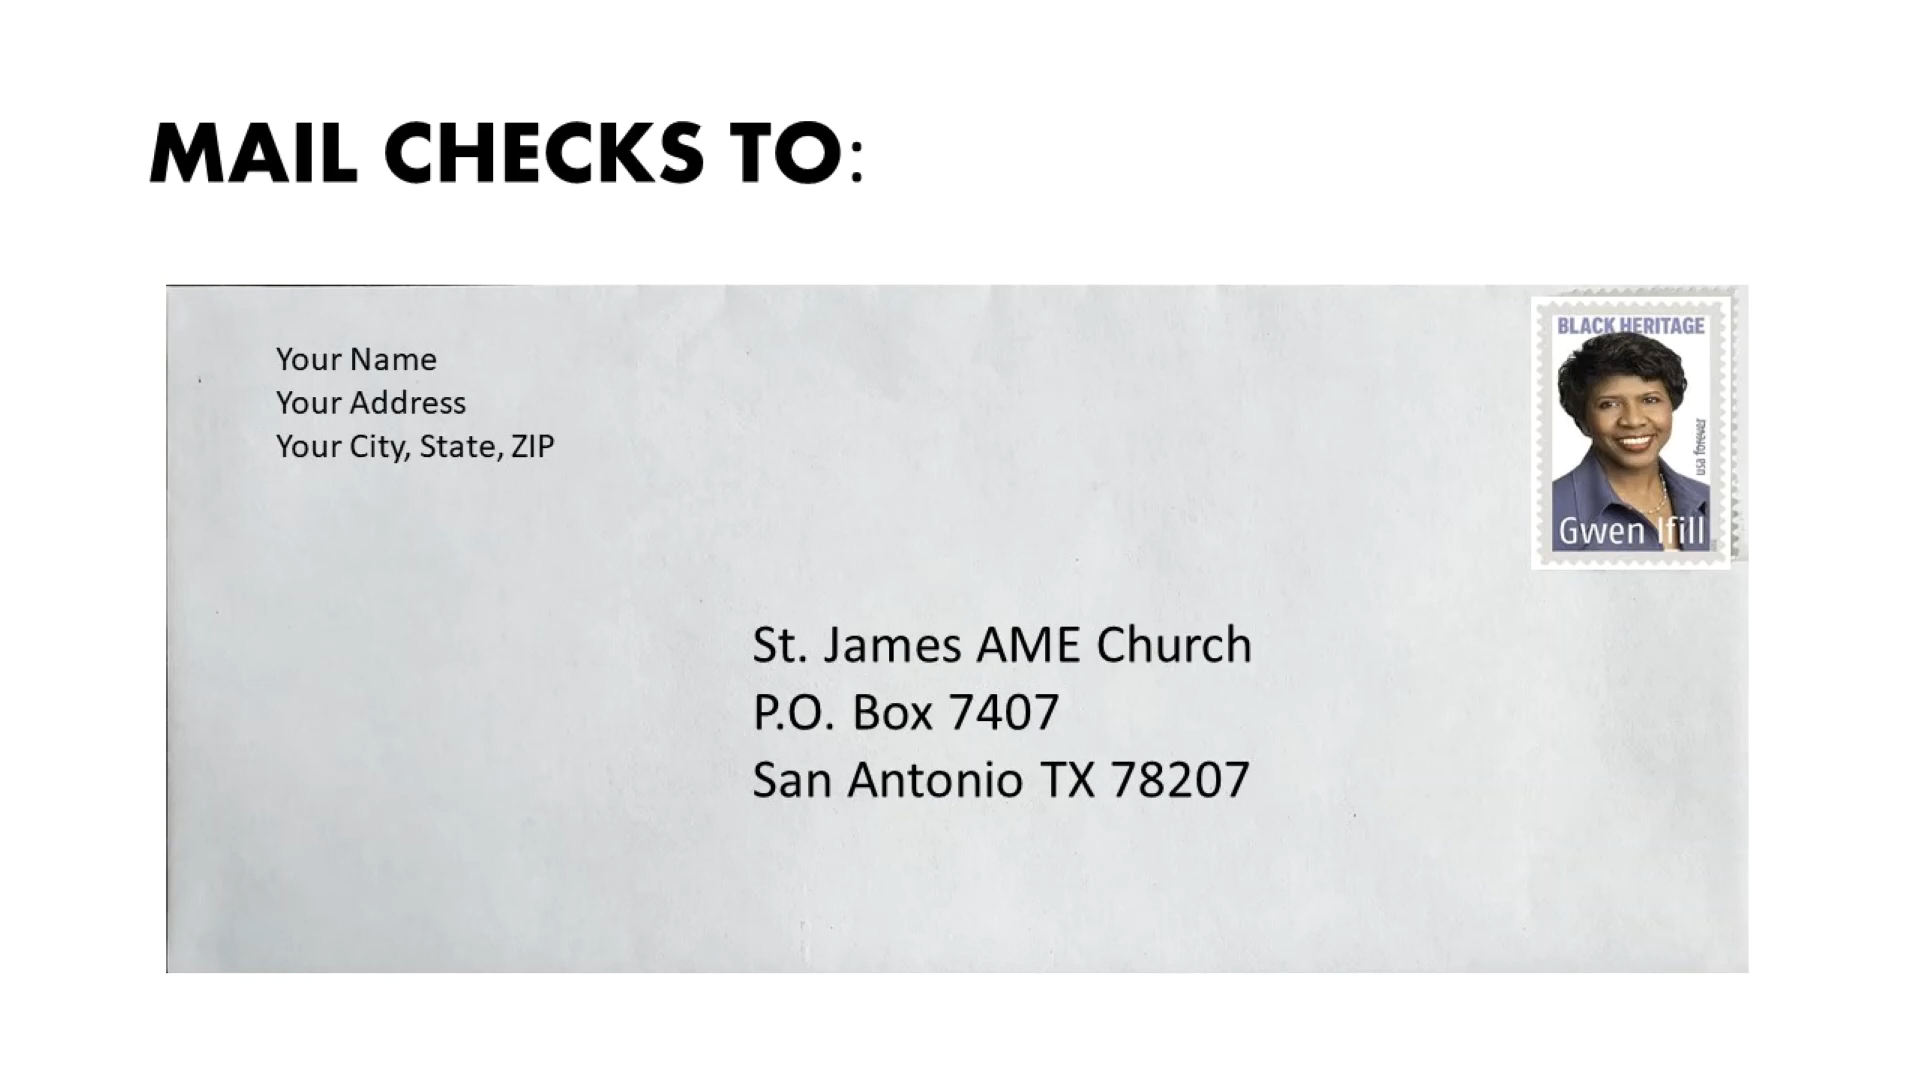 MAIL CHECKS TO:
Your Name
Your Address
Your City, State, ZIP
BLACK HERITAGE
usa forever
Gwen Ifill
St. James AME Church
P.O. Box 7407
San Antonio TX 78207